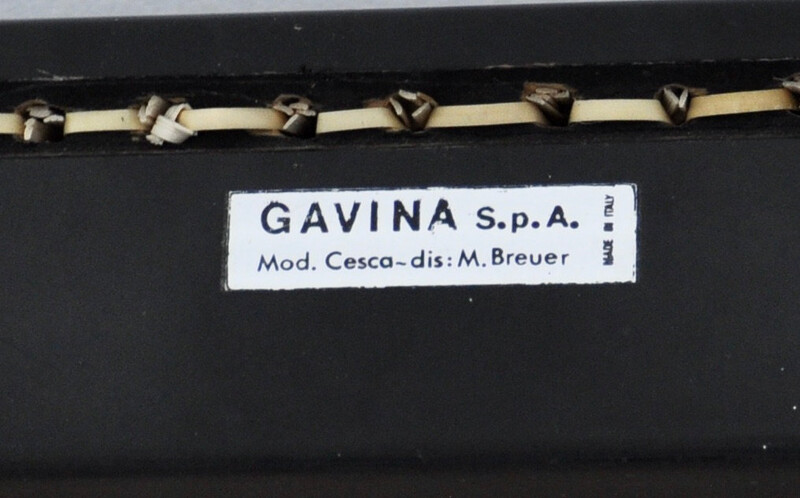 GAVINA S.p.A.
Mod. Cesca~dis: M. Breuer
MADE IN ITALY